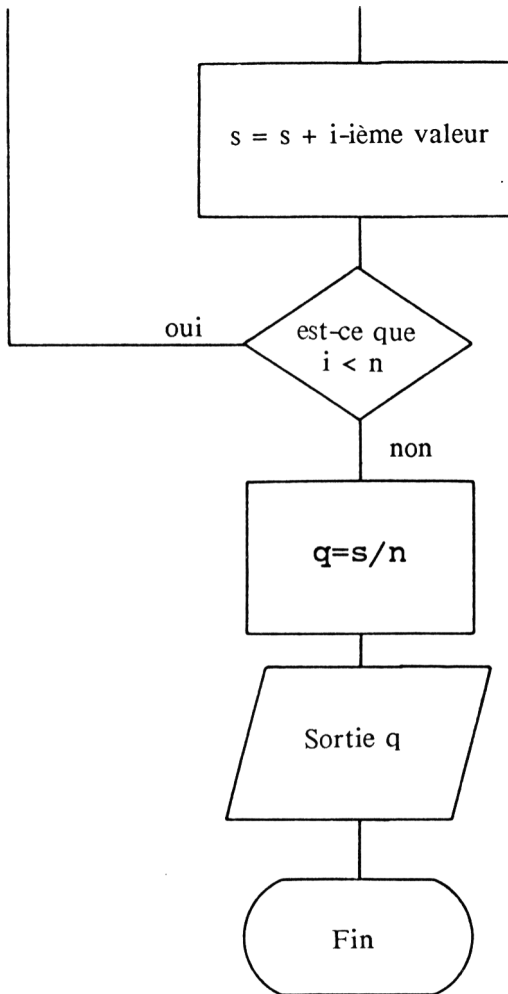 s = s + i-ième valeur
est-ce que
i < n
oui
non
q=s/n
Sortie q
Fin